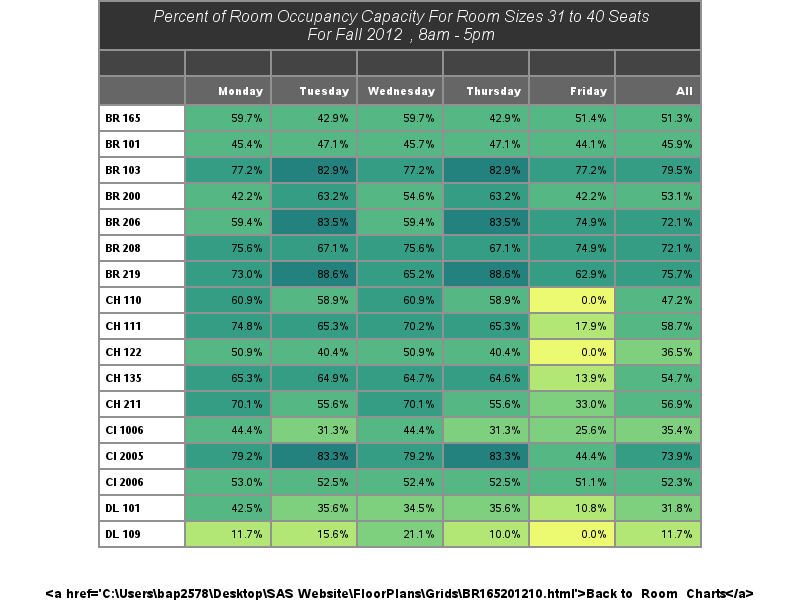 Percent of Room Occupancy Capacity For Room Sizes 31 to 40 Seats
For Fall 2012 , 8am - 5pm
Monday Tuesday Wednesday Thursday Friday All
BR 165 59.7% 42.9% 59.7% 42.9% 51.4% 51.3%
BR 101 45.4% 47.1% 45.7% 47.1% 44.1% 45.9%
BR 103 77.2% 82.9% 77.2% 82.9% 77.2% 79.5%
BR 200 42.2% 63.2% 54.6% 63.2% 42.2% 53.1%
BR 206 59.4% 83.5% 59.4% 83.5% 74.9% 72.1%
BR 208 75.6% 67.1% 75.6% 67.1% 74.9% 72.1%
BR 219 73.0% 88.6% 65.2% 88.6% 62.9% 75.7%
CH 110 60.9% 58.9% 60.9% 58.9% 0.0% 47.2%
CH 111 74.8% 65.3% 70.2% 65.3% 17.9% 58.7%
CH 122 50.9% 40.4% 50.9% 40.4% 0.0% 36.5%
CH 135 65.3% 64.9% 64.7% 64.6% 13.9% 54.7%
CH 211 70.1% 55.6% 70.1% 55.6% 33.0% 56.9%
CI 1006 44.4% 31.3% 44.4% 31.3% 25.6% 35.4%
CI 2005 79.2% 83.3% 79.2% 83.3% 44.4% 73.9%
CI 2006 53.0% 52.5% 52.4% 52.5% 51.1% 52.3%
DL 101 42.5% 35.6% 34.5% 35.6% 10.8% 31.8%
DL 109 11.7% 15.6% 21.1% 10.0% 0.0% 11.7%
<a href='C:\Users\bap2578\Desktop\SAS Website\FloorPlans\Grids\BR165201210.html'>Back to Room Charts</a>